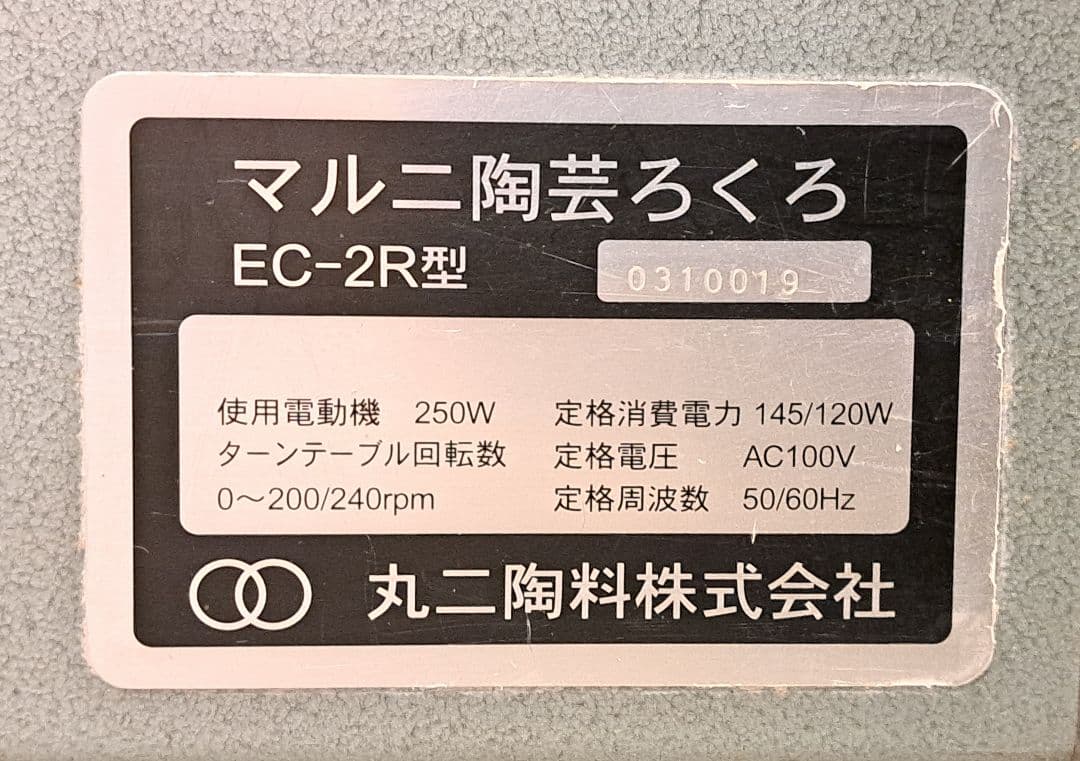 マルニ陶芸ろくろ
EC-2R型 0310019
使用電動機 250W 定格消費電力 145/120W
ターンテーブル回転数 定格電圧 AC100V
0～200/240rpm 定格周波数 50/60Hz
丸二陶料株式会社